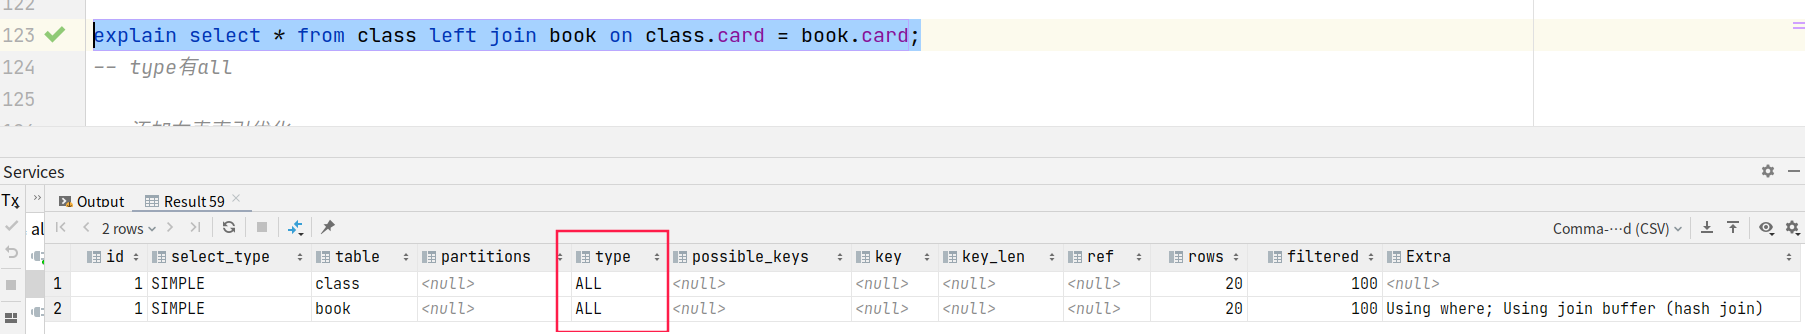 122
123 explain select * from class left join book on class.card = book.card;
124 -- type有all
125
Services
Tx Output Result 59
al 2 rows Comma-...d (CSV)
id select_type table partitions type possible_keys key key_len ref rows filtered Extra
1 1 SIMPLE class <null> ALL <null> <null> <null> <null> 20 100 <null>
2 1 SIMPLE book <null> ALL <null> <null> <null> <null> 20 100 Using where; Using join buffer (hash join)